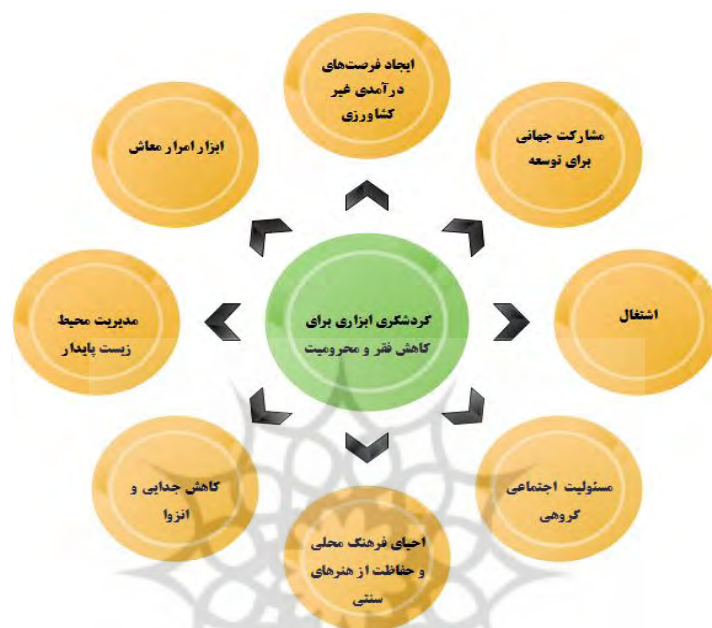 ایجاد فرصت‌های
درآمدی غیر
کشاورزی
مشارکت جهانی
برای توسعه
اشتغال
مسئولیت اجتماعی
گروهی
احیای فرهنگ محلی
و حفاظت از هنرهای
سنتی
کاهش جدایی و
انزوا
مدیریت محیط
زیست پایدار
ابزار امرار معاش
گردشگری ابزاری برای
کاهش فقر و محرومیت